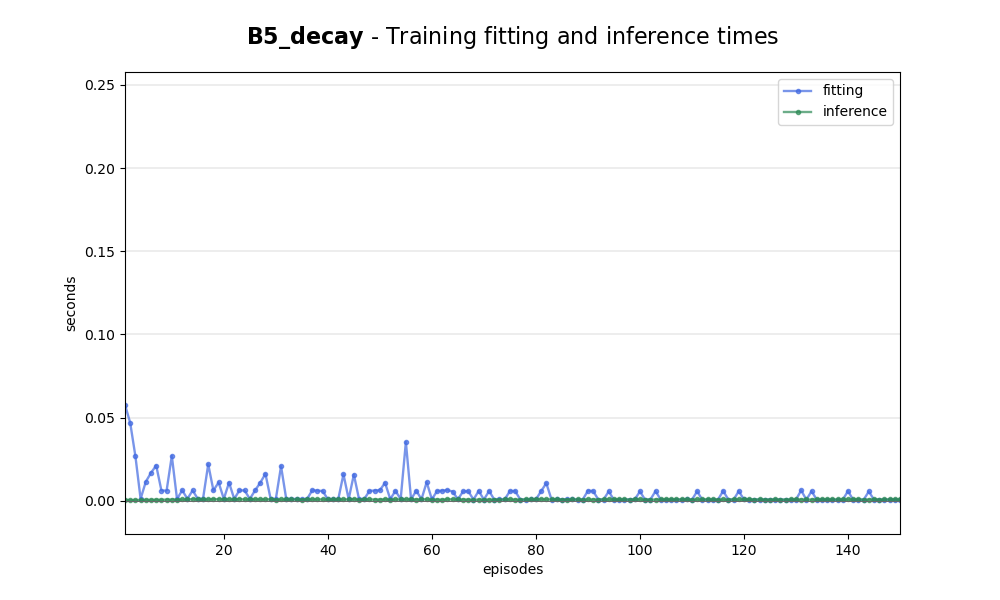 B5_decay - Training fitting and inference times
fitting
inference
0.25
0.20
0.15
0.10
0.05
0.00
seconds
20 40 60 80 100 120 140
episodes